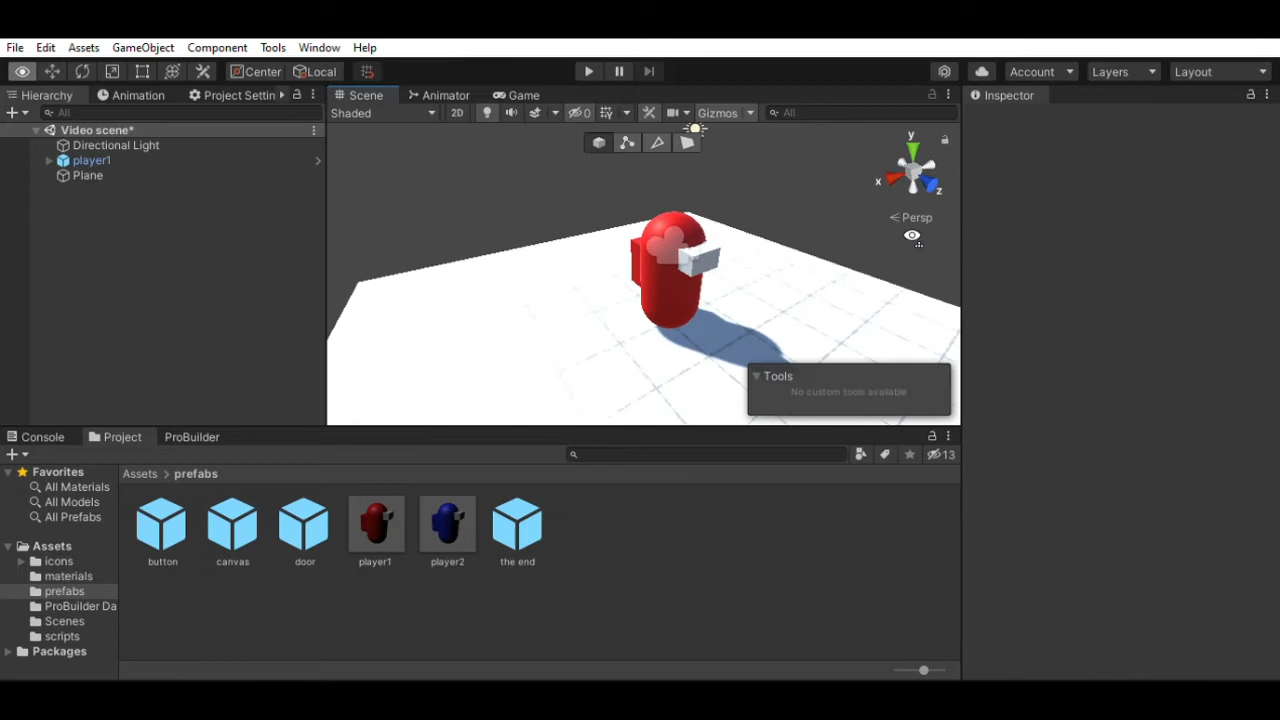 File Edit Assets GameObject Component Tools Window Help
Center Local Account Layers Layout
Hierarchy Animation Project Settin Scene Animator Game Inspector
All Shaded 2D 0 Gizmos All
Video scene*
Directional Light
player1
Plane
y
x
z
Persp
Tools
No custom tools available
Console Project ProBuilder
13
Favorites
All Materials
All Models
All Prefabs
Assets
icons
materials
prefabs
ProBuilder Da
Scenes
scripts
Packages
Assets > prefabs
button canvas door player1 player2 the end